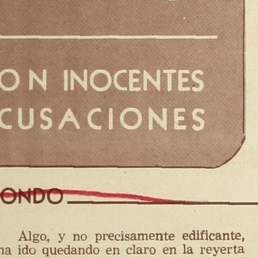 ON INOCENTES
CUSACIONES
ONDO
Algo, y no precisamente edificante,
ha ido quedando en claro en la reyerta